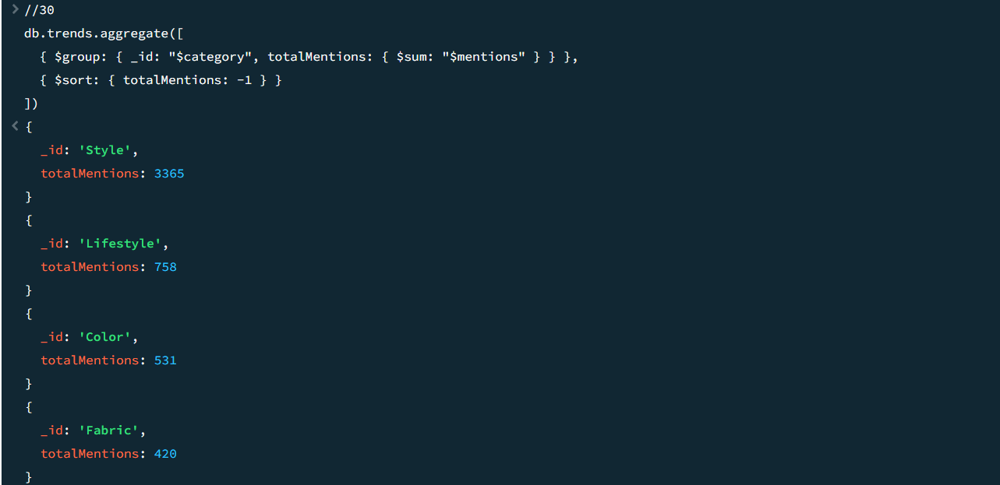 > //30
db.trends.aggregate([
{ $group: { _id: "$category", totalMentions: { $sum: "$mentions" } } },
{ $sort: { totalMentions: -1 } }
])
< {
_id: 'Style',
totalMentions: 3365
}
{
_id: 'Lifestyle',
totalMentions: 758
}
{
_id: 'Color',
totalMentions: 531
}
{
_id: 'Fabric',
totalMentions: 420
}